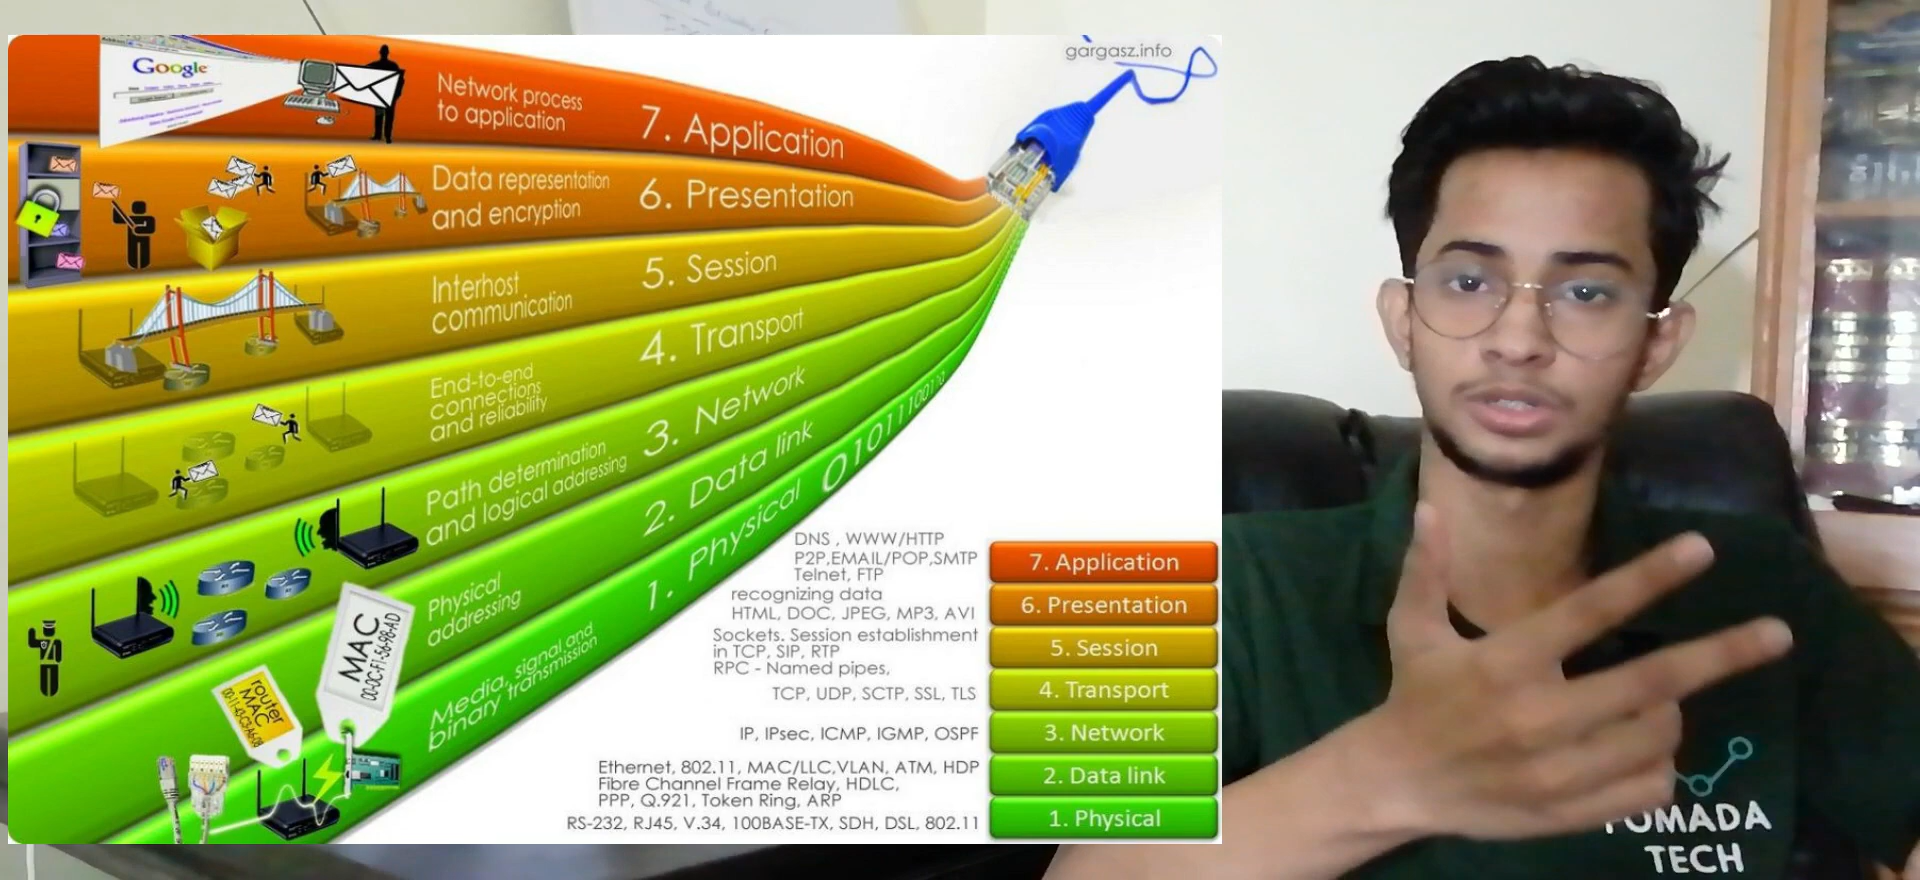 gargasz.info
Google
Network process
to application
7. Application
Data representation
and encryption
6. Presentation
Interhost
communication
5. Session
End-to-end
connections
and reliability
4. Transport
Path determination
and logical addressing
3. Network
Physical
addressing
2. Data link
Media, signal and
binary transmission
1. Physical
MAC
router
MAC
DNS , WWW/HTTP
P2P,EMAIL/POP,SMTP
Telnet, FTP
7. Application
recognizing data
HTML, DOC, JPEG, MP3, AVI
6. Presentation
Sockets. Session establishment
in TCP, SIP, RTP
RPC - Named pipes,
5. Session
TCP, UDP, SCTP, SSL, TLS
4. Transport
IP, IPsec, ICMP, IGMP, OSPF
3. Network
Ethernet, 802.11, MAC/LLC,VLAN, ATM, HDP
Fibre Channel Frame Relay, HDLC,
PPP, Q.921, Token Ring, ARP
2. Data link
RS-232, RJ45, V.34, 100BASE-TX, SDH, DSL, 802.11
1. Physical
TECH